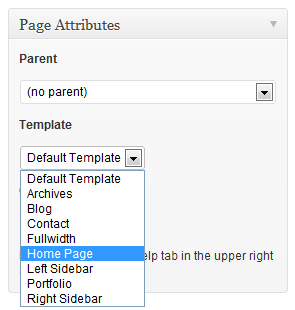 Page Attributes
Parent
(no parent)
Template
Default Template
Default Template
Archives
Blog
Contact
Fullwidth
Home Page
elp tab in the upper right
Left Sidebar
Portfolio
Right Sidebar